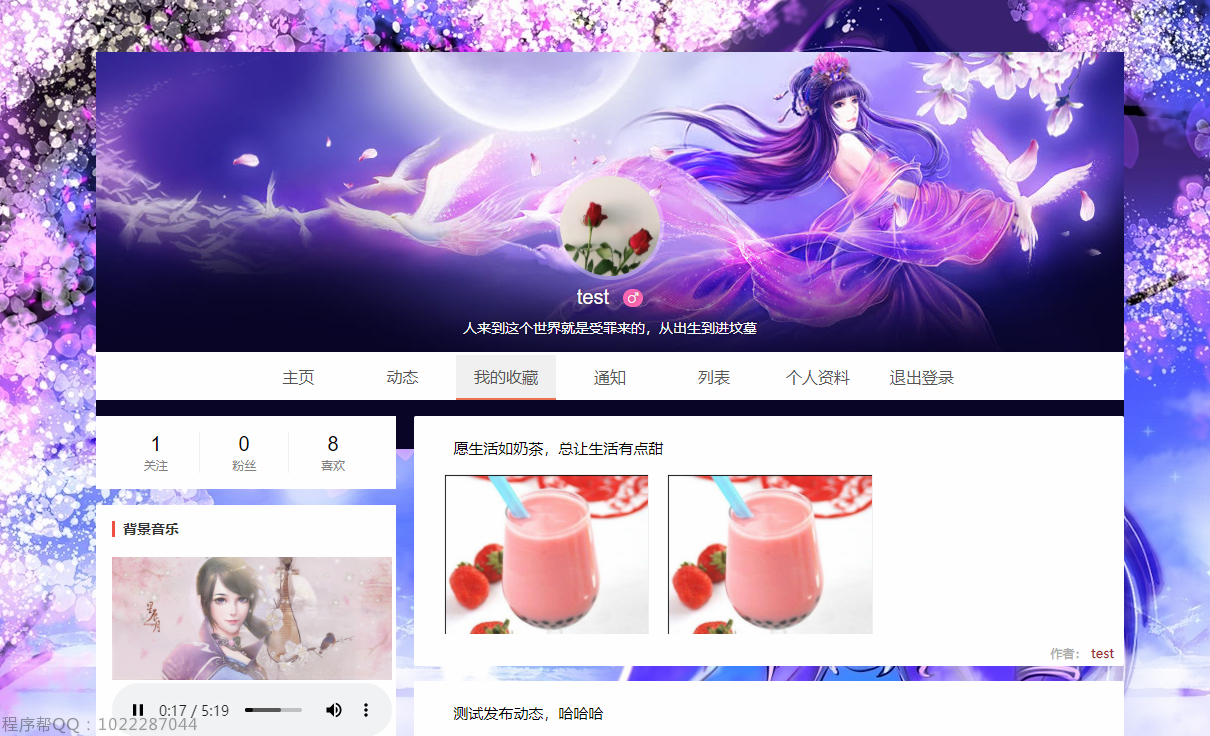 test
人来到这个世界就是受罪来的，从出生到进坟墓
主页 动态 我的收藏 通知 列表 个人资料 退出登录
1 0 8
关注 粉丝 喜欢
背景音乐
0:17 / 5:19
愿生活如奶茶，总让生活有点甜
作者： test
测试发布动态，哈哈哈
程序帮QQ：1022287044